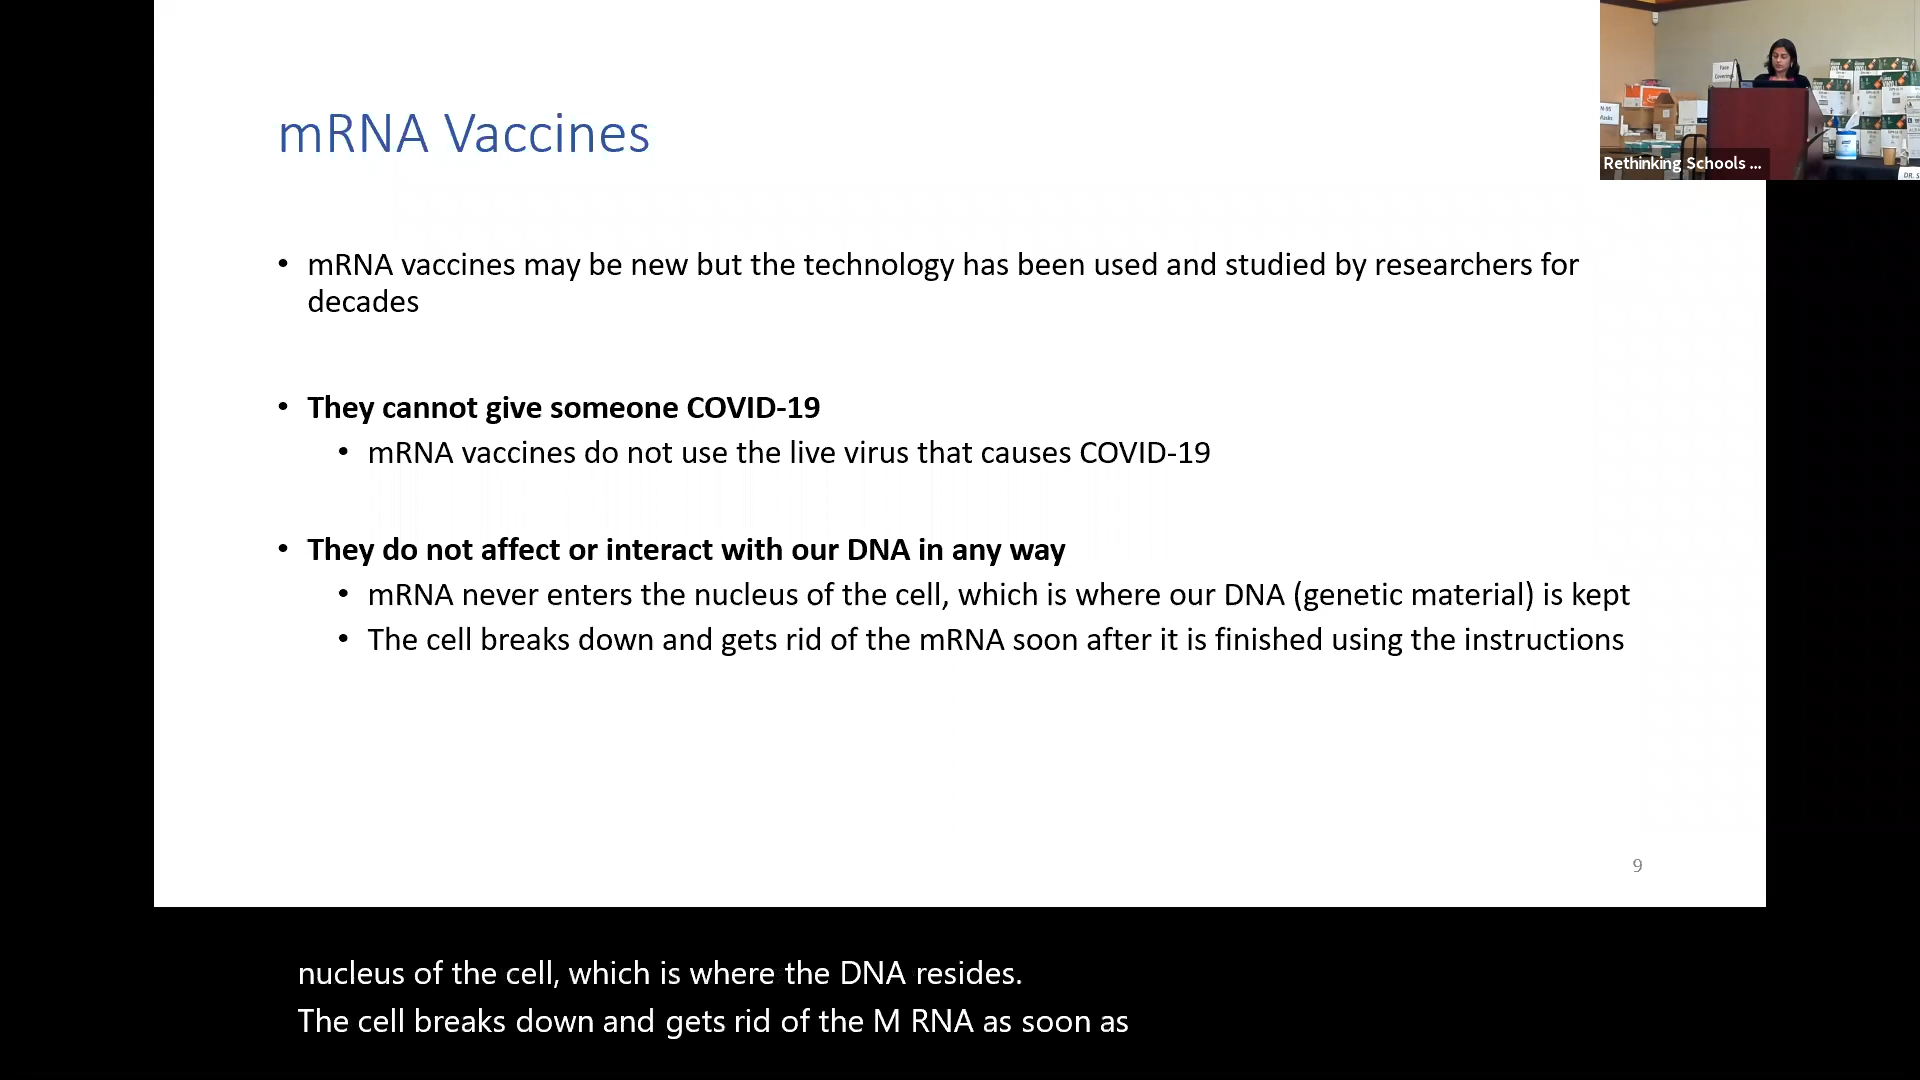 mRNA Vaccines
• mRNA vaccines may be new but the technology has been used and studied by researchers for
decades
• They cannot give someone COVID-19
• mRNA vaccines do not use the live virus that causes COVID-19
• They do not affect or interact with our DNA in any way
• mRNA never enters the nucleus of the cell, which is where our DNA (genetic material) is kept
• The cell breaks down and gets rid of the mRNA soon after it is finished using the instructions
9
Face
Coverings
N-95
Masks
Rethinking Schools ...
DR. S
nucleus of the cell, which is where the DNA resides.
The cell breaks down and gets rid of the M RNA as soon as